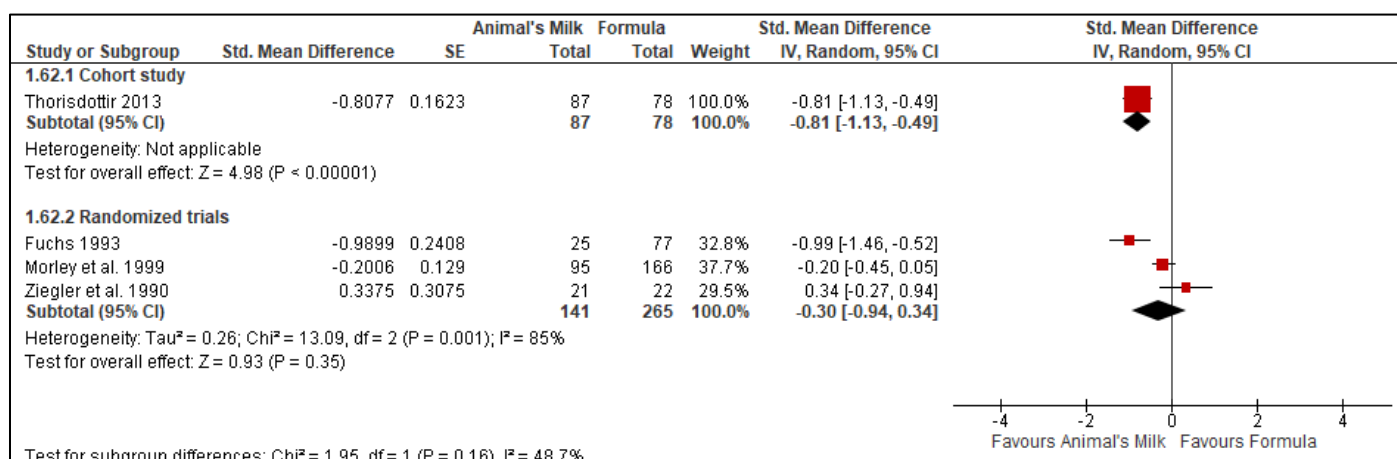 Animal's Milk Formula Std. Mean Difference Std. Mean Difference
Study or Subgroup Std. Mean Difference SE Total Total Weight IV, Random, 95% CI IV, Random, 95% CI
1.62.1 Cohort study
Thorisdottir 2013 -0.8077 0.1623 87 78 100.0% -0.81 [-1.13, -0.49]
Subtotal (95% CI) 87 78 100.0% -0.81 [-1.13, -0.49]
Heterogeneity: Not applicable
Test for overall effect: Z = 4.98 (P < 0.00001)
1.62.2 Randomized trials
Fuchs 1993 -0.9899 0.2408 25 77 32.8% -0.99 [-1.46, -0.52]
Morley et al. 1999 -0.2006 0.129 95 166 37.7% -0.20 [-0.45, 0.05]
Ziegler et al. 1990 0.3375 0.3075 21 22 29.5% 0.34 [-0.27, 0.94]
Subtotal (95% CI) 141 265 100.0% -0.30 [-0.94, 0.34]
Heterogeneity: Tau² = 0.26; Chi² = 13.09, df = 2 (P = 0.001); I² = 85%
Test for overall effect: Z = 0.93 (P = 0.35)
-4 -2 0 2 4
Favours Animal's Milk Favours Formula
Test for subgroup differences: Chi² = 1.95, df = 1 (P = 0.16), I² = 48.7%